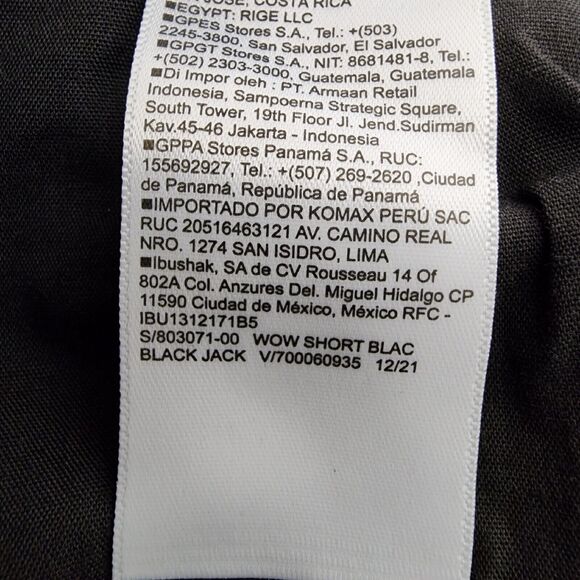 JOSE, COSTA RICA
■EGYPT: RIGE LLC
■GPES Stores S.A., Tel.: +(503)
2245-3800, San Salvador, El Salvador
■GPGT Stores S.A., NIT: 8681481-8, Tel.:
+(502) 2303-3000, Guatemala, Guatemala
■Di Impor oleh : PT. Armaan Retail
Indonesia, Sampoerna Strategic Square,
South Tower, 19th Floor Jl. Jend.Sudirman
Kav.45-46 Jakarta - Indonesia
■GPPA Stores Panamá S.A., RUC:
155692927, Tel.: +(507) 269-2620 ,Ciudad
de Panamá, República de Panamá
■IMPORTADO POR KOMAX PERÚ SAC
RUC 20516463121 AV. CAMINO REAL
NRO. 1274 SAN ISIDRO, LIMA
■Ibushak, SA de CV Rousseau 14 Of
802A Col. Anzures Del. Miguel Hidalgo CP
11590 Ciudad de México, México RFC -
IBU1312171B5
S/803071-00 WOW SHORT BLAC
BLACK JACK V/700060935 12/21